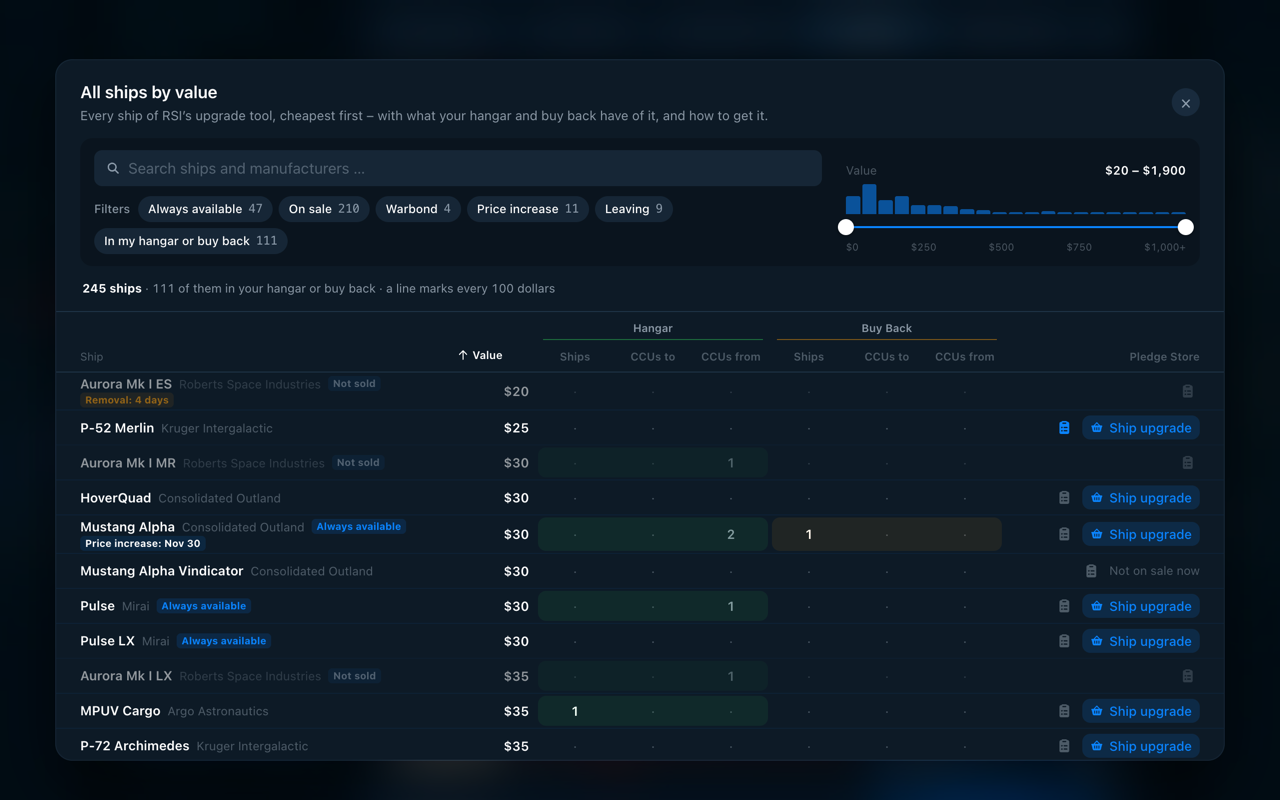 All ships by value
Every ship of RSI's upgrade tool, cheapest first – with what your hangar and buy back have of it, and how to get it.
Search ships and manufacturers ...
Filters Always available 47 On sale 210 Warbond 4 Price increase 11 Leaving 9
In my hangar or buy back 111
Value $20 – $1,900
$0 $250 $500 $750 $1,000+
245 ships · 111 of them in your hangar or buy back · a line marks every 100 dollars
Hangar Buy Back
Ship ↑ Value Ships CCUs to CCUs from Ships CCUs to CCUs from Pledge Store
Aurora Mk I ES Roberts Space Industries Not sold
Removal: 4 days
$20 · · · · · ·
P-52 Merlin Kruger Intergalactic $25 · · · · · · Ship upgrade
Aurora Mk I MR Roberts Space Industries Not sold $30 · · 1 · · ·
HoverQuad Consolidated Outland $30 · · · · · · Ship upgrade
Mustang Alpha Consolidated Outland Always available
Price increase: Nov 30
$30 · · 2 1 · · Ship upgrade
Mustang Alpha Vindicator Consolidated Outland $30 · · · · · · Not on sale now
Pulse Mirai Always available $30 · · 1 · · · Ship upgrade
Pulse LX Mirai Always available $30 · · · · · · Ship upgrade
Aurora Mk I LX Roberts Space Industries Not sold $35 · · 1 · · ·
MPUV Cargo Argo Astronautics $35 1 · · · · · Ship upgrade
P-72 Archimedes Kruger Intergalactic $35 · · · · · · Ship upgrade